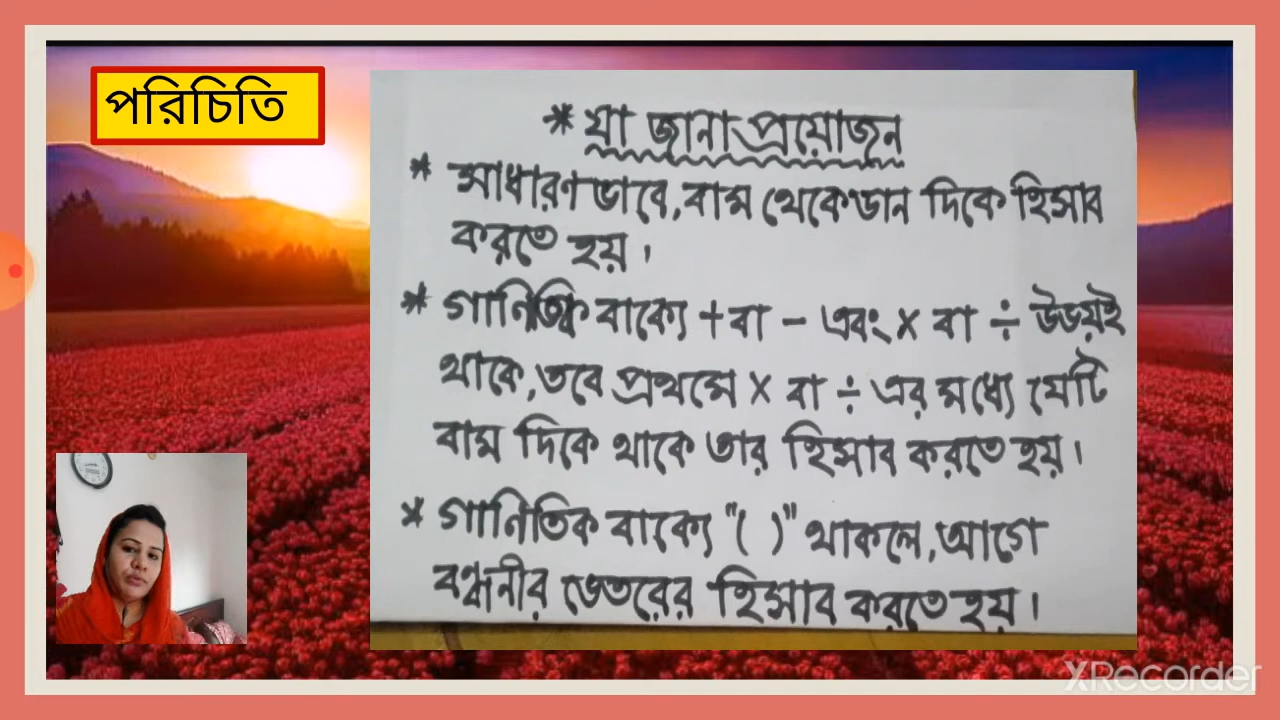 পরিচিতি
* যা জানা প্রয়োজন
* সাধারণভাবে, বাম থেকে ডান দিকে হিসাব
করতে হয়।
* গাণিতিক বাক্যে + বা - এবং × বা ÷ উভয়ই
থাকে, তবে প্রথমে × বা ÷ এর মধ্যে যেটি
বাম দিকে থাকে তার হিসাব করতে হয়।
* গাণিতিক বাক্যে "( )" থাকলে, আগে
বন্ধনীর ভেতরের হিসাব করতে হয়।
XRecorder